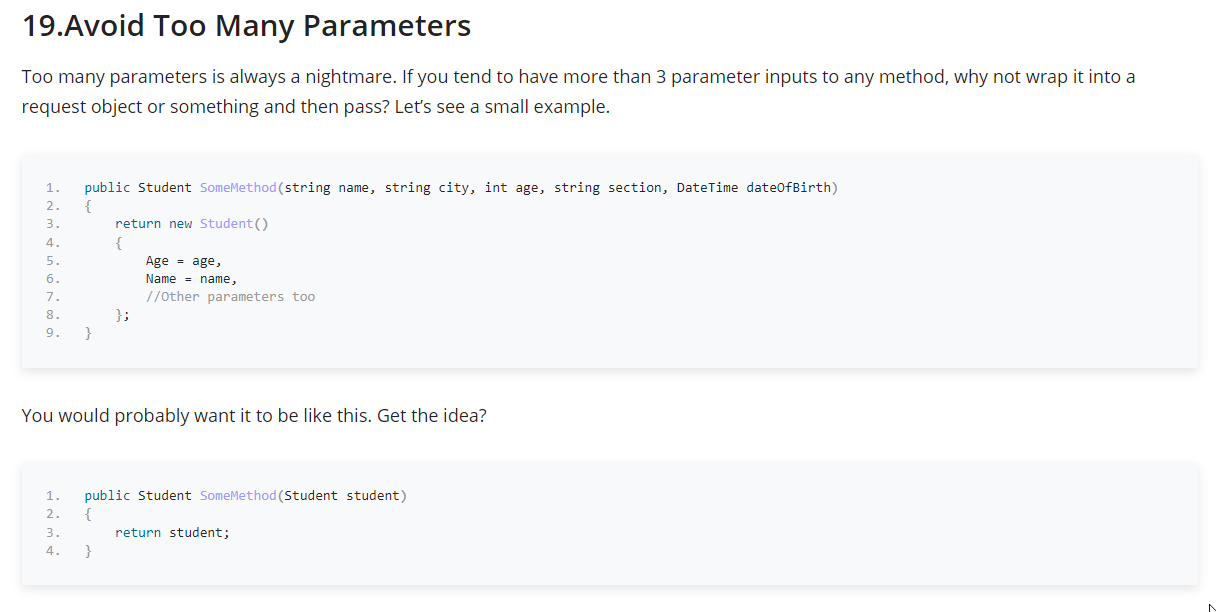 19.Avoid Too Many Parameters
Too many parameters is always a nightmare. If you tend to have more than 3 parameter inputs to any method, why not wrap it into a
request object or something and then pass? Let’s see a small example.
1. public Student SomeMethod(string name, string city, int age, string section, DateTime dateOfBirth)
2. {
3.     return new Student()
4.     {
5.         Age = age,
6.         Name = name,
7.         //Other parameters too
8.     };
9. }
You would probably want it to be like this. Get the idea?
1. public Student SomeMethod(Student student)
2. {
3.     return student;
4. }